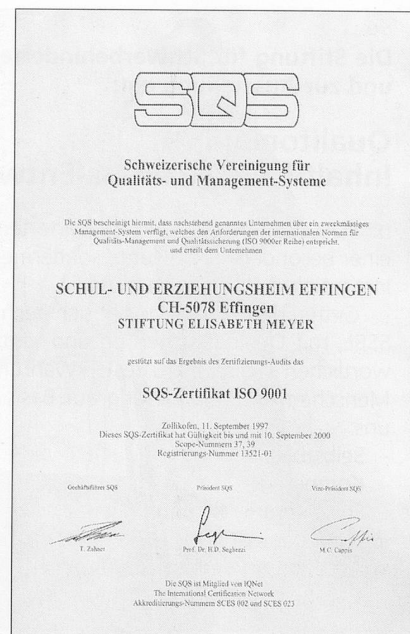 SQS
Schweizerische Vereinigung für
Qualitäts- und Management-Systeme
Die SQS bescheinigt hiermit, dass nachstehend genanntes Unternehmen über ein zweckmässiges
Management-System verfügt, welches den Anforderungen der internationalen Normen für
Qualitäts-Management und Qualitätssicherung (ISO 9000er Reihe) entspricht,
und erteilt dem Unternehmen
SCHUL- UND ERZIEHUNGSHEIM EFFINGEN
CH-5078 Effingen
STIFTUNG ELISABETH MEYER
gestützt auf das Ergebnis des Zertifizierungs-Audits das
SQS-Zertifikat ISO 9001
Zollikofen, 11. September 1997
Dieses SQS-Zertifikat hat Gültigkeit bis und mit 10. September 2000
Scope-Nummern 37, 39
Registrierungs-Nummer 13521-01
Geschäftsführer SQS Präsident SQS Vize-Präsident SQS
T. Zahner Prof. Dr. H.D. Seghezzi M.C. Cappis
Die SQS ist Mitglied von IQNet
The International Certification Network
Akkreditierungs-Nummern SCES 002 und SCES 023